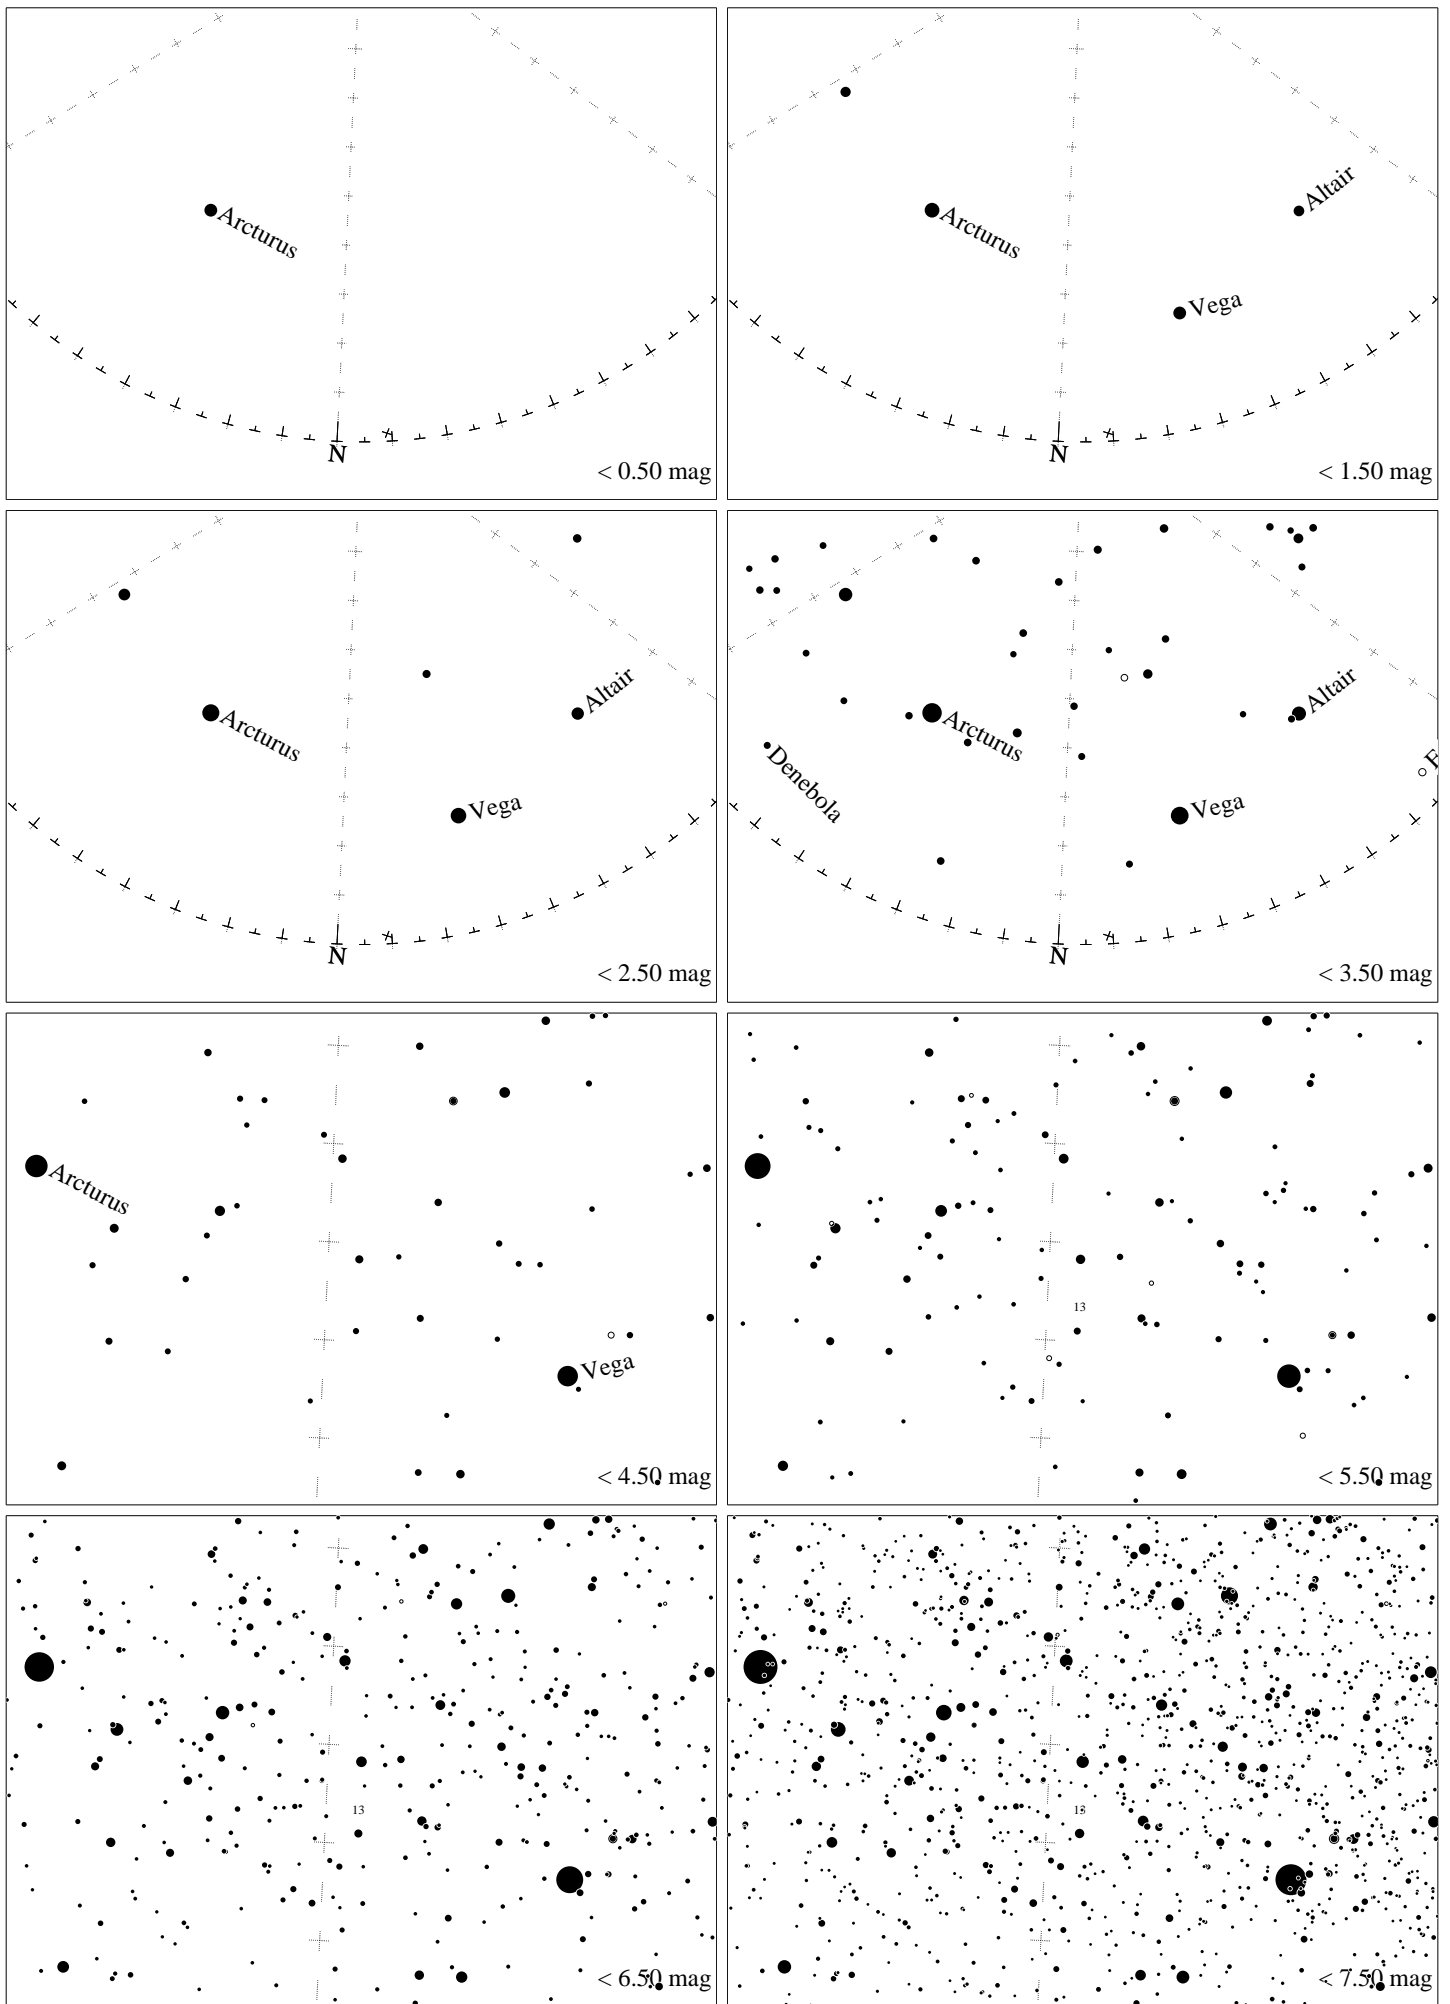 Arcturus
N
< 0.50 mag
Altair
Arcturus
Vega
N
< 1.50 mag
Altair
Arcturus
Vega
N
< 2.50 mag
Altair
Arcturus
F
Denebola
Vega
N
< 3.50 mag
Arcturus
Vega
< 4.50 mag
13
< 5.50 mag
13
< 6.50 mag
13
< 7.50 mag